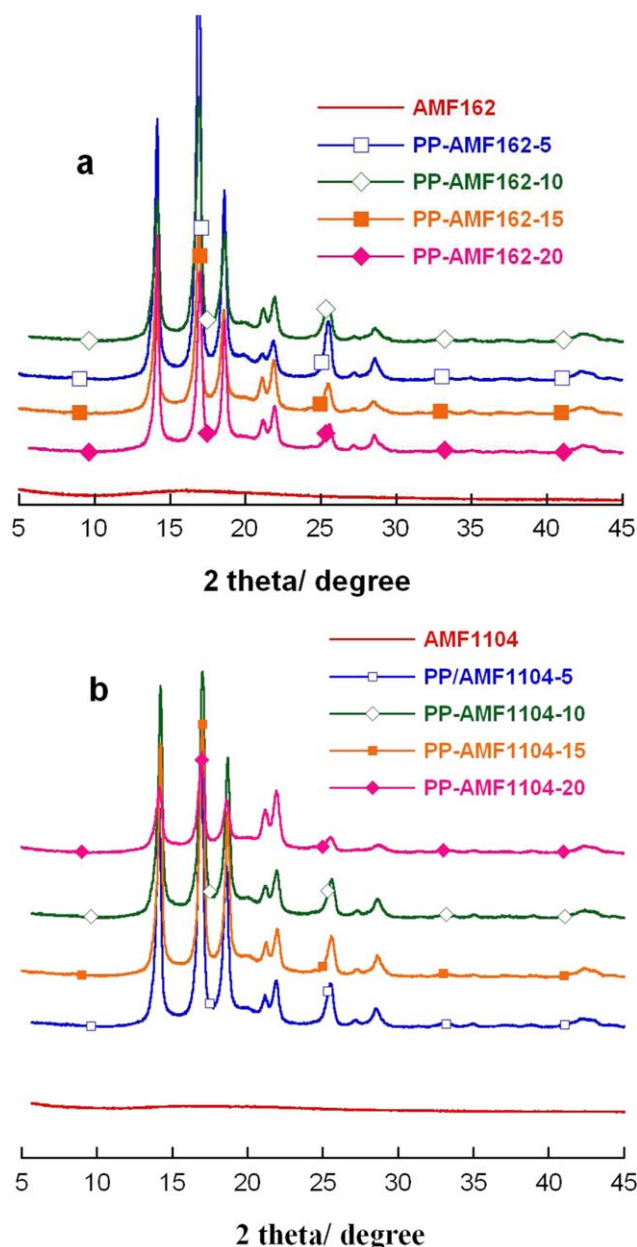 a
AMF162
PP-AMF162-5
PP-AMF162-10
PP-AMF162-15
PP-AMF162-20
5 10 15 20 25 30 35 40 45
2 theta/ degree
b
AMF1104
PP/AMF1104-5
PP-AMF1104-10
PP-AMF1104-15
PP-AMF1104-20
5 10 15 20 25 30 35 40 45
2 theta/ degree